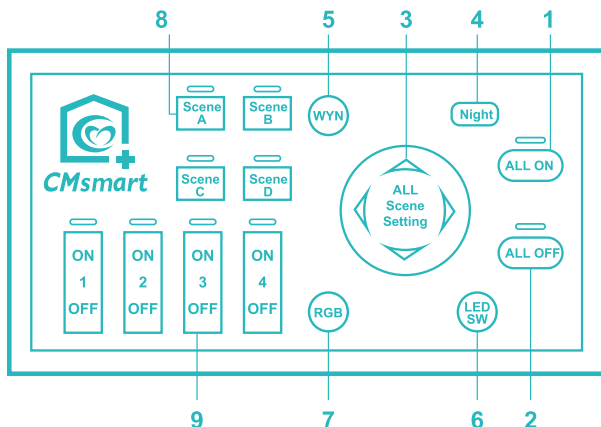 8 5 3 4 1
Scene
A
Scene
B
WYN
Night
CMsmart
Scene
C
Scene
D
ALL
Scene
Setting
ALL ON
ALL OFF
ON
1
OFF
ON
2
OFF
ON
3
OFF
ON
4
OFF
RGB
LED
SW
9 7 6 2